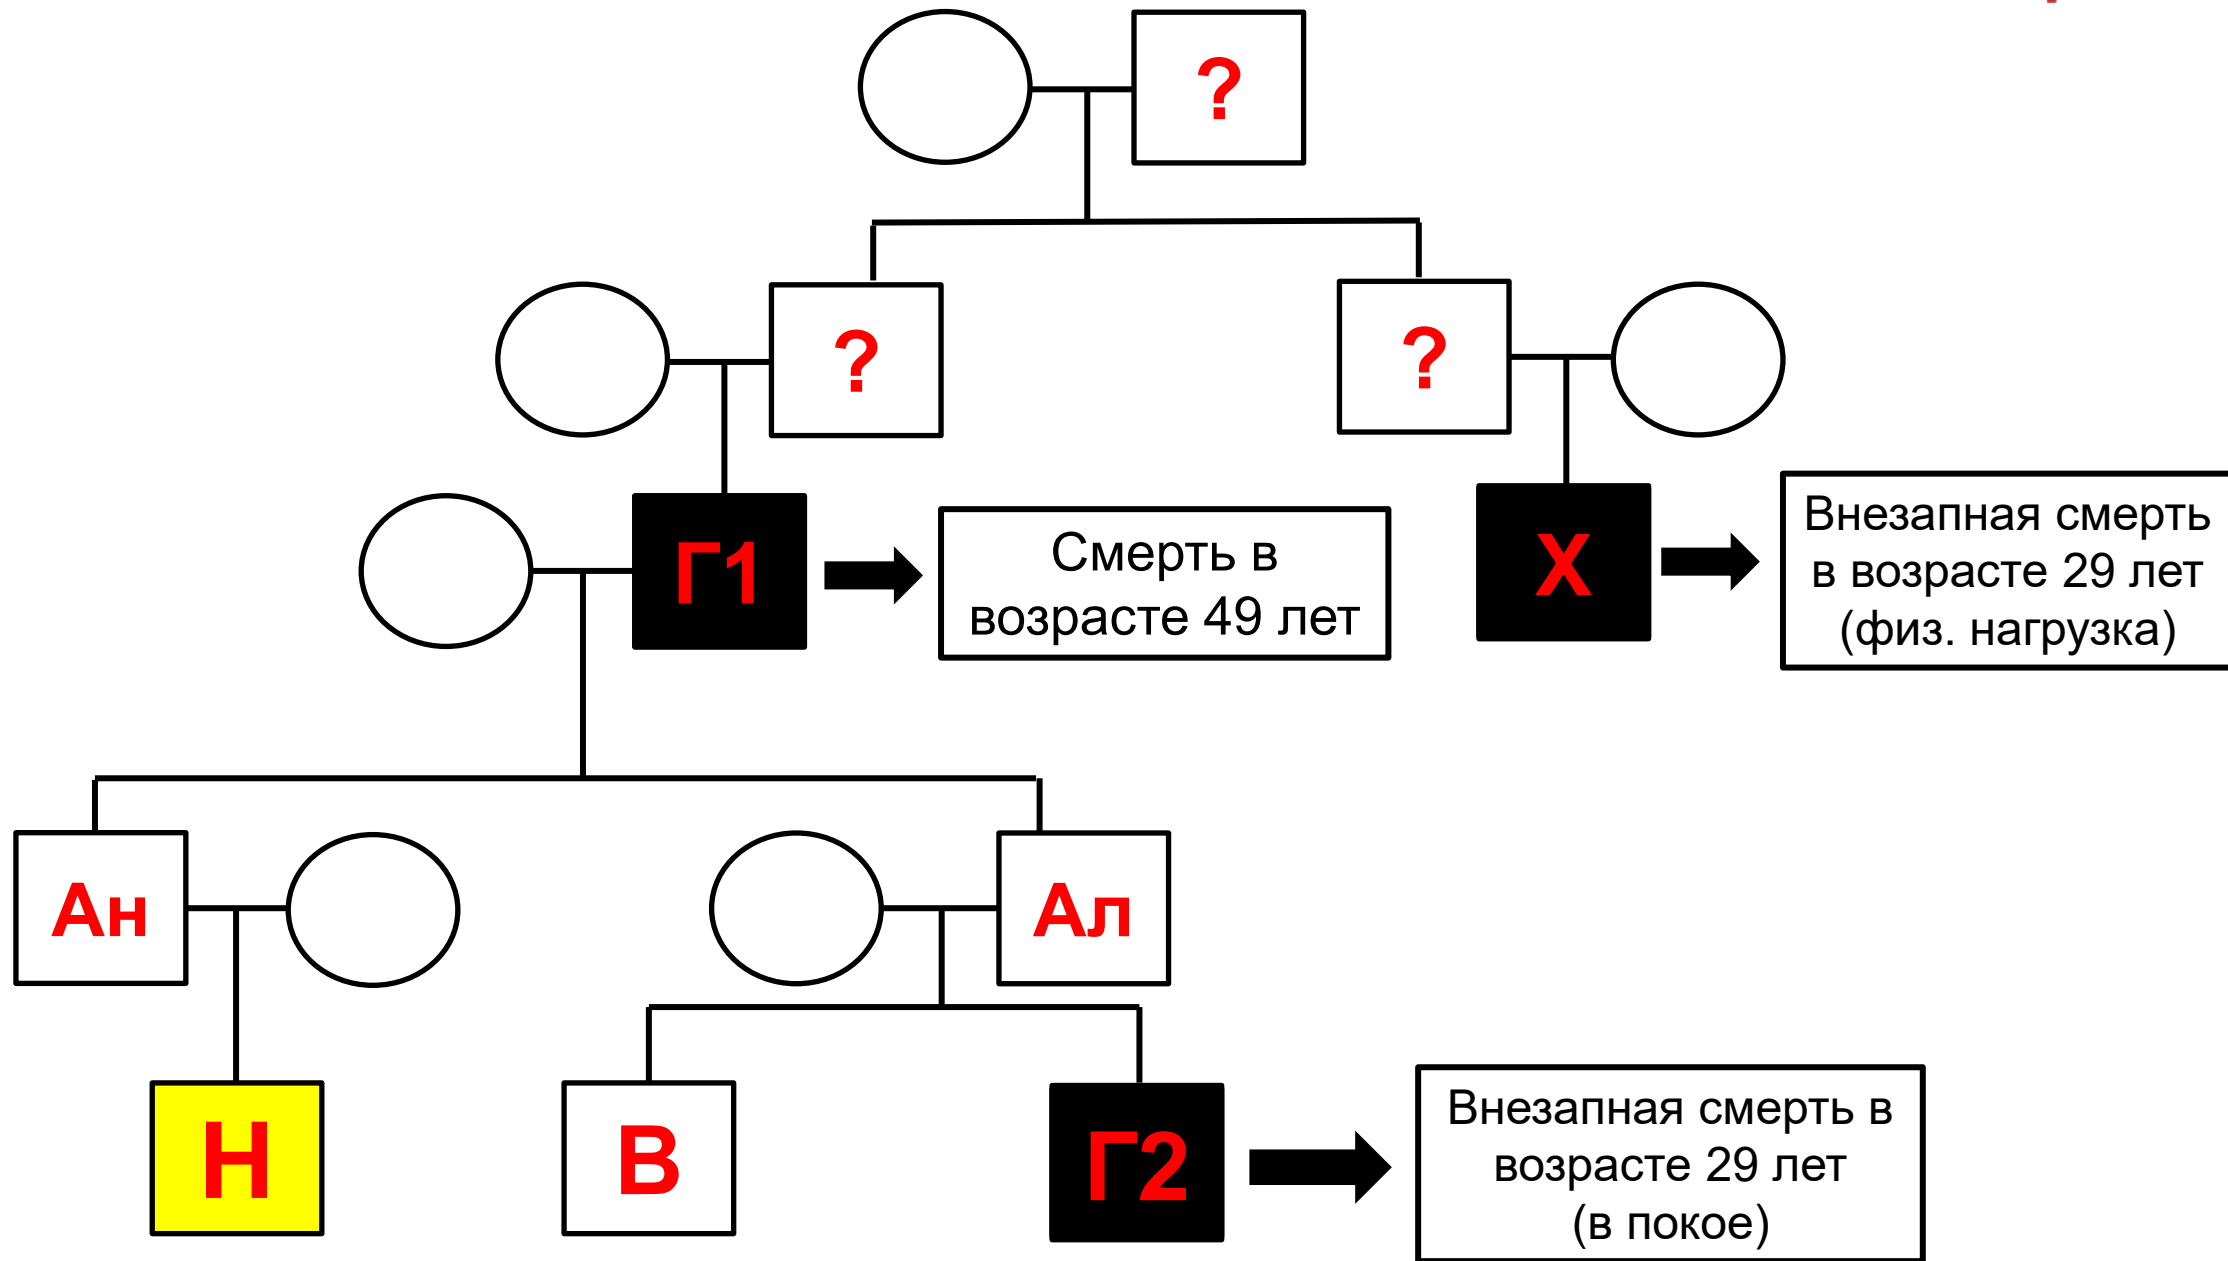 ?
?
?
Г1
Смерть в
возрасте 49 лет
Х
Внезапная смерть
в возрасте 29 лет
(физ. нагрузка)
Ан
Ал
Н
В
Г2
Внезапная смерть в
возрасте 29 лет
(в покое)